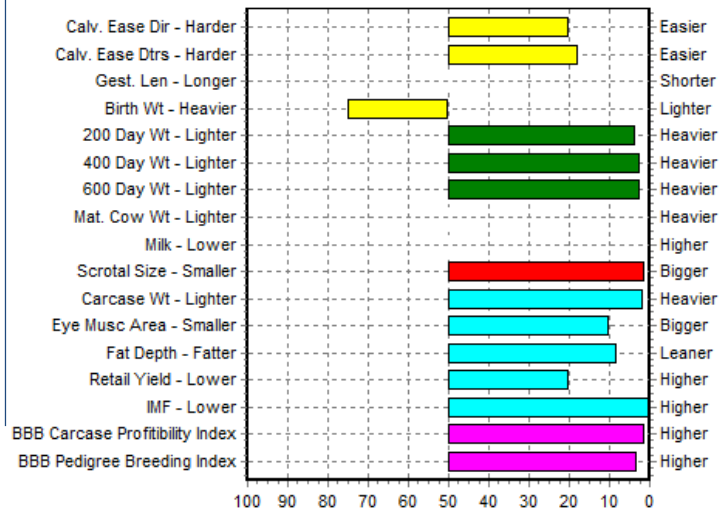 Calv. Ease Dir - Harder Easier
Calv. Ease Dtrs - Harder Easier
Gest. Len - Longer Shorter
Birth Wt - Heavier Lighter
200 Day Wt - Lighter Heavier
400 Day Wt - Lighter Heavier
600 Day Wt - Lighter Heavier
Mat. Cow Wt - Lighter Heavier
Milk - Lower Higher
Scrotal Size - Smaller Bigger
Carcase Wt - Lighter Heavier
Eye Musc Area - Smaller Bigger
Fat Depth - Fatter Leaner
Retail Yield - Lower Higher
IMF - Lower Higher
BBB Carcase Profitibility Index Higher
BBB Pedigree Breeding Index Higher
100 90 80 70 60 50 40 30 20 10 0